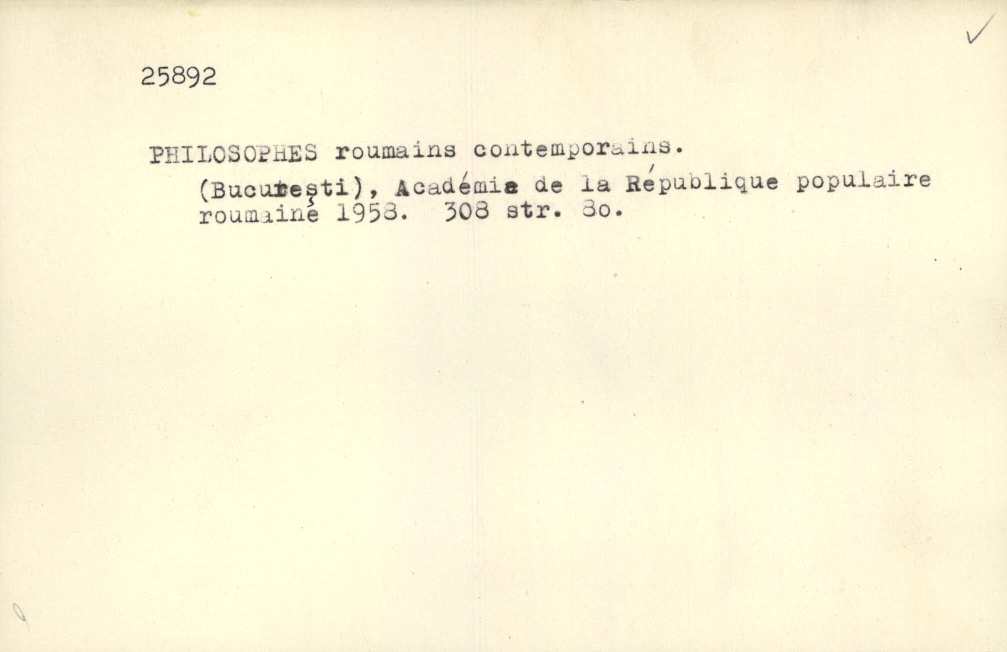 25892
PHILOSOPHES roumains contemporains.
(Bucureşti), Académie de la République populaire
roumaine 1958. 308 str. 8o.